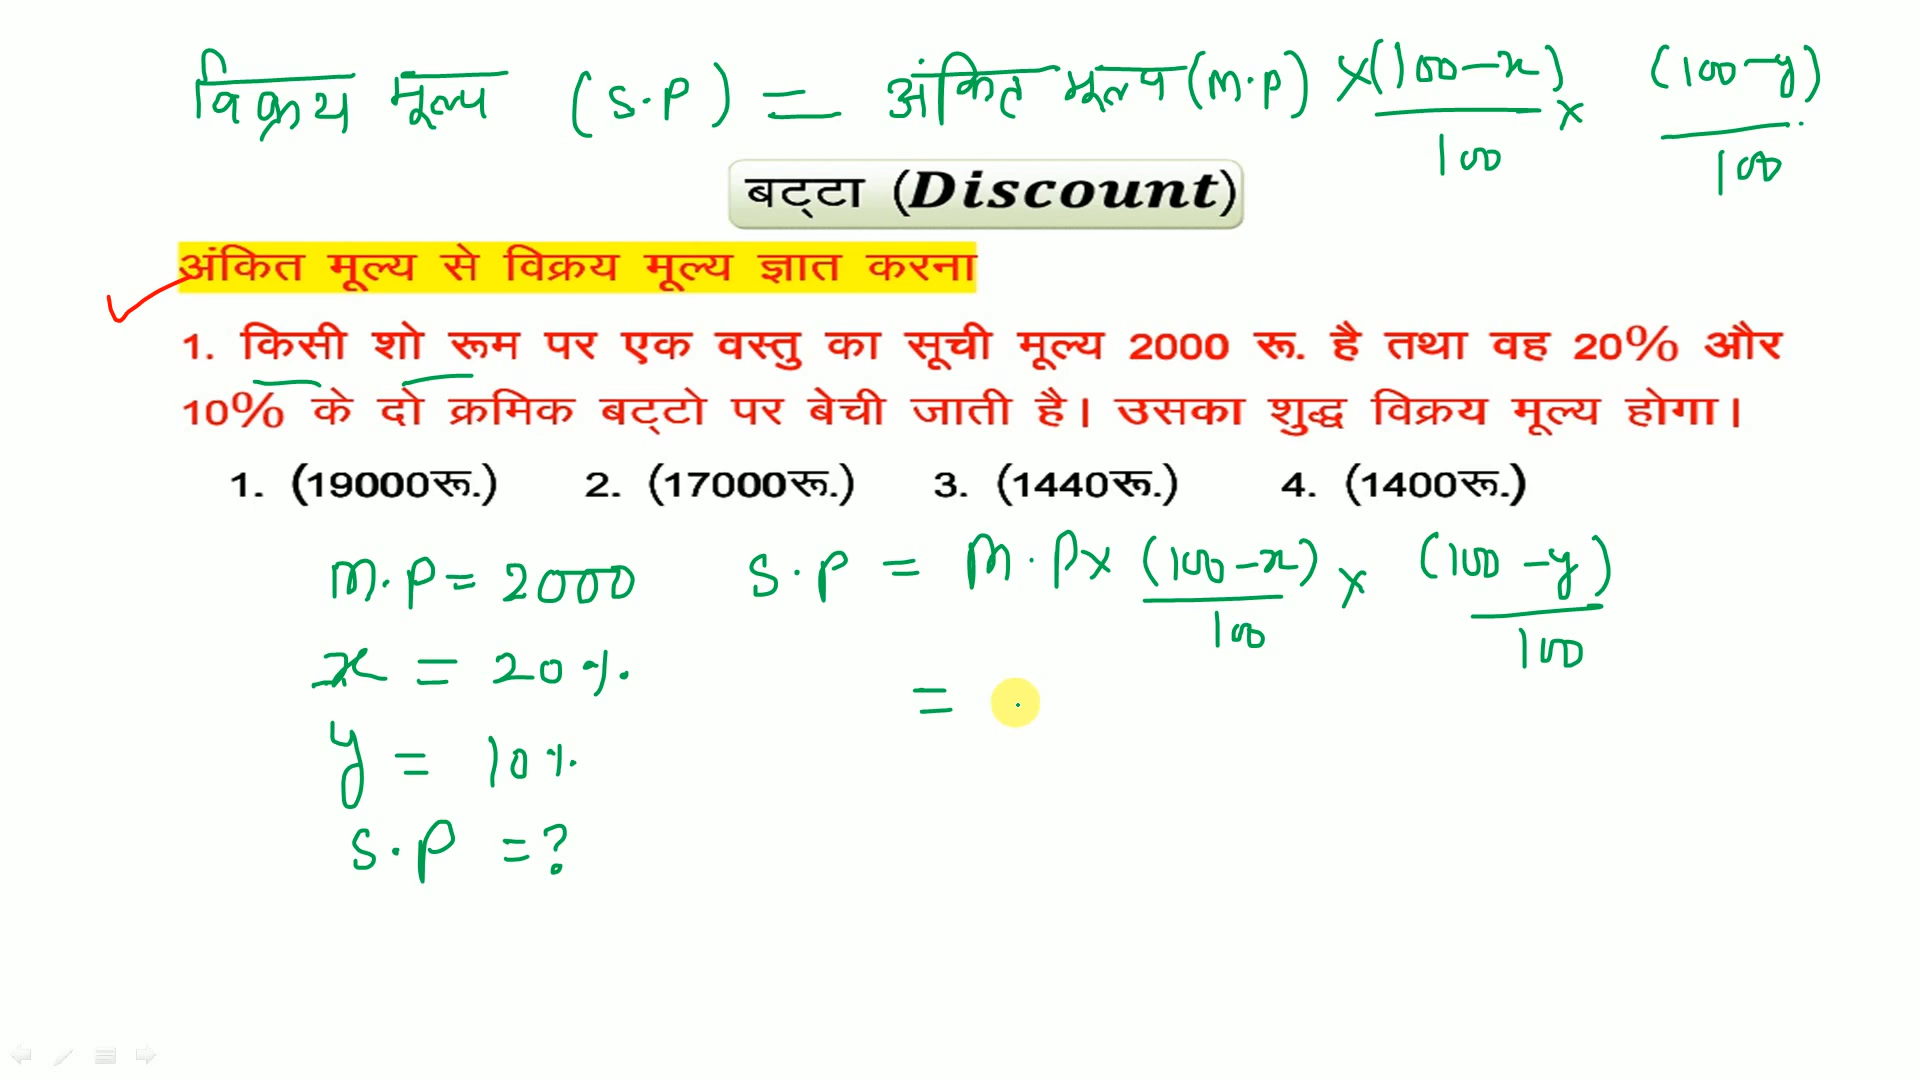 विक्रय मूल्य (S.P) = अंकित मूल्य (M.P) × (100-x)/100 × (100-y)/100
बट्टा (Discount)
अंकित मूल्य से विक्रय मूल्य ज्ञात करना
1. किसी शो रूम पर एक वस्तु का सूची मूल्य 2000 रू. है तथा वह 20% और
10% के दो क्रमिक बट्टो पर बेची जाती है। उसका शुद्ध विक्रय मूल्य होगा।
1. (19000रू.) 2. (17000रू.) 3. (1440रू.) 4. (1400रू.)
M.P = 2000 S.P = M.P × (100-x)/100 × (100-y)/100
x = 20%
=
y = 10%
S.P = ?